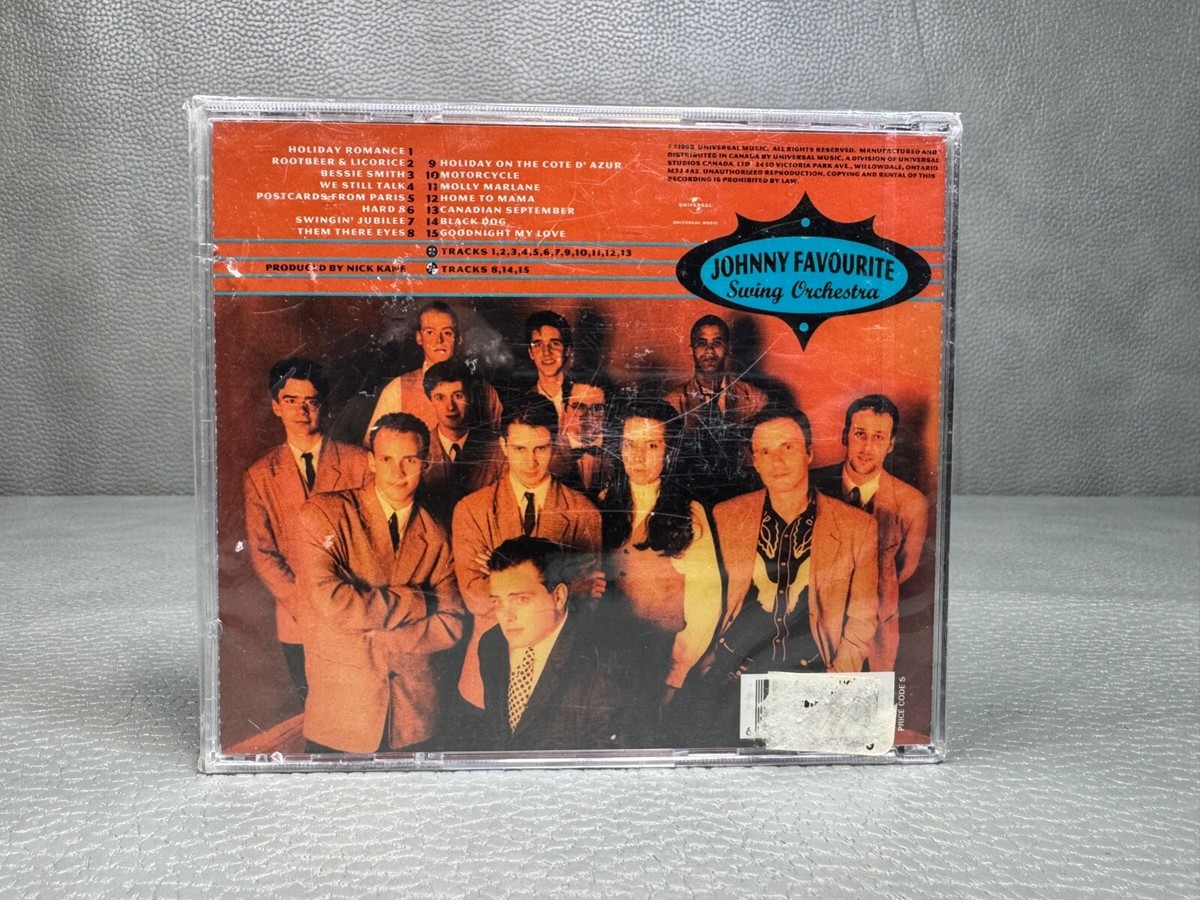 HOLIDAY ROMANCE 1
ROOTBEER & LICORICE 2
BESSIE SMITH 3
WE STILL TALK 4
POSTCARDS FROM PARIS 5
HARD 8 6
SWINGIN' JUBILEE 7
THEM THERE EYES 8
9 HOLIDAY ON THE COTE D' AZUR
10 MOTORCYCLE
11 MOLLY MARLANE
12 HOME TO MAMA
13 CANADIAN SEPTEMBER
14 BLACK DOG
15 GOODNIGHT MY LOVE
TRACKS 1,2,3,4,5,6,7,9,10,11,12,13
PRODUCED BY NICK KANE
TRACKS 8,14,15
UNIVERSAL MUSIC. ALL RIGHTS RESERVED. MANUFACTURED AND
DISTRIBUTED IN CANADA BY UNIVERSAL MUSIC, A DIVISION OF UNIVERSAL
STUDIOS CANADA, LTD. 2450 VICTORIA PARK AVE., WILLOWDALE, ONTARIO
M2J 4A2. UNAUTHORIZED REPRODUCTION, COPYING AND RENTAL OF THIS
RECORDING IS PROHIBITED BY LAW.
UNIVERSAL
UNIVERSAL MUSIC
JOHNNY FAVOURITE
Swing Orchestra
PRICE CODE S